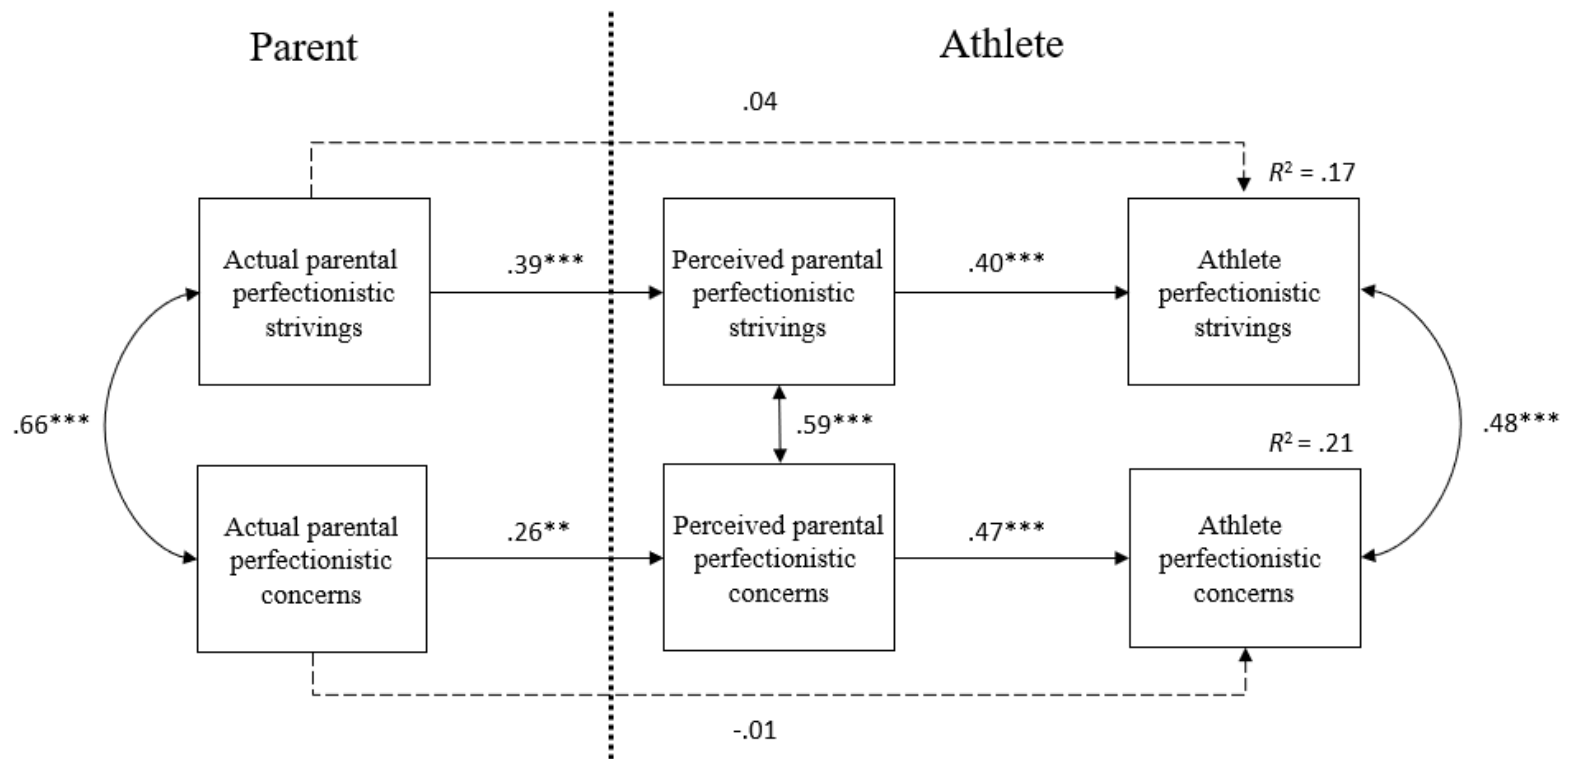 Parent
Athlete
.04
R² = .17
Actual parental
perfectionistic
strivings
.39***
Perceived parental
perfectionistic
strivings
.40***
Athlete
perfectionistic
strivings
.66***
.59***
.48***
R² = .21
Actual parental
perfectionistic
concerns
.26**
Perceived parental
perfectionistic
concerns
.47***
Athlete
perfectionistic
concerns
-.01